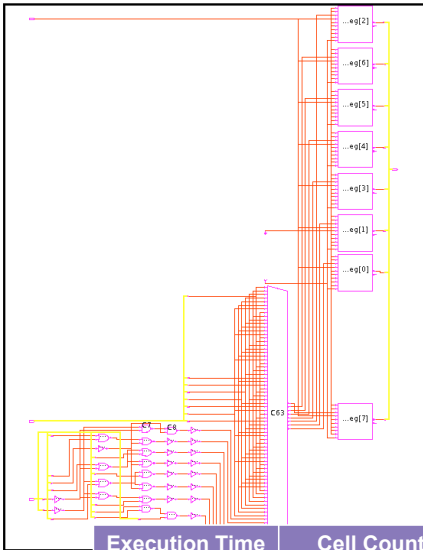 ...eg[2]
...eg[6]
...eg[5]
...eg[4]
...eg[3]
...eg[1]
...eg[0]
C63
...eg[7]
C7 C8
Execution Time Cell Count